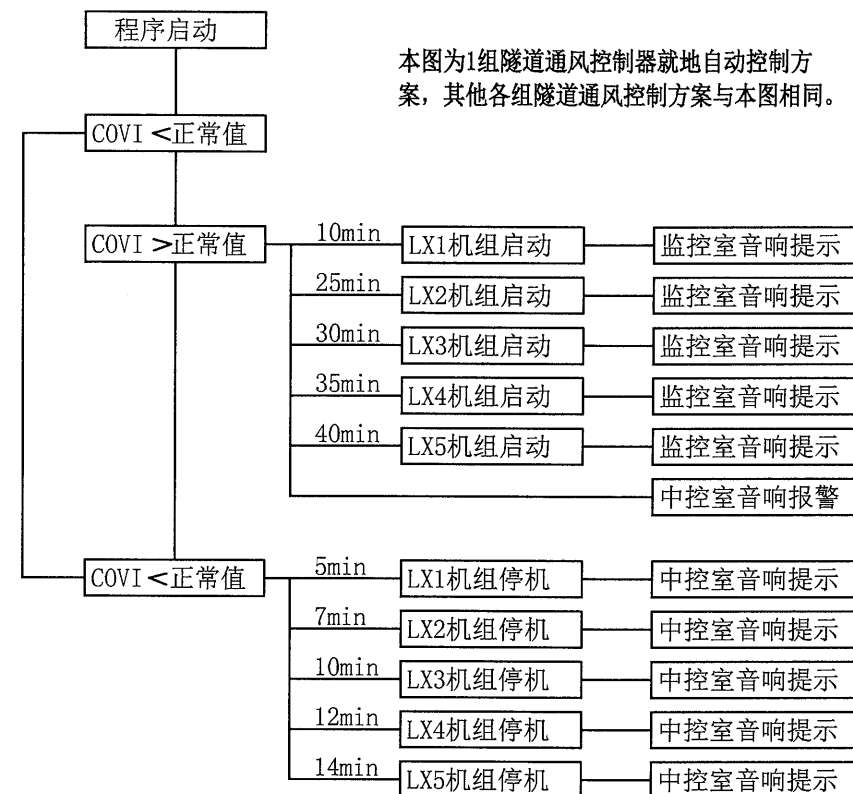 程序启动
本图为1组隧道通风控制器就地自动控制方
案，其他各组隧道通风控制方案与本图相同。
COVI <正常值
COVI >正常值
10min
LX1机组启动
监控室音响提示
25min
LX2机组启动
监控室音响提示
30min
LX3机组启动
监控室音响提示
35min
LX4机组启动
监控室音响提示
40min
LX5机组启动
监控室音响提示
中控室音响报警
COVI <正常值
5min
LX1机组停机
中控室音响提示
7min
LX2机组停机
中控室音响提示
10min
LX3机组停机
中控室音响提示
12min
LX4机组停机
中控室音响提示
14min
LX5机组停机
中控室音响提示